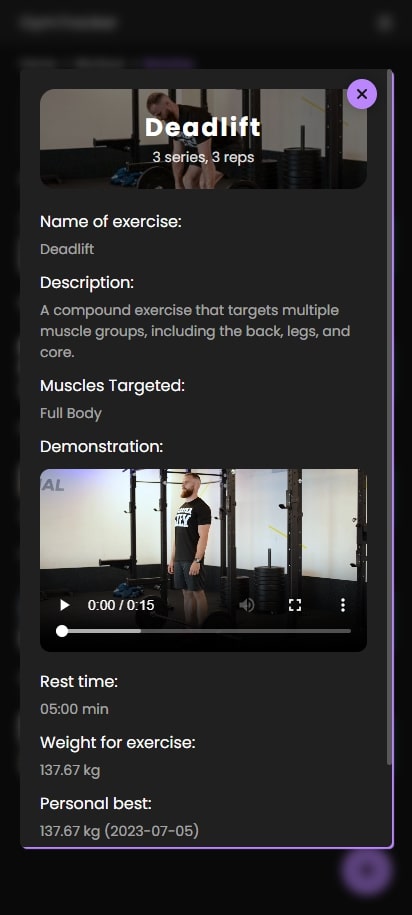 Deadlift
3 series, 3 reps
Name of exercise:
Deadlift
Description:
A compound exercise that targets multiple
muscle groups, including the back, legs, and
core.
Muscles Targeted:
Full Body
Demonstration:
0:00 / 0:15
Rest time:
05:00 min
Weight for exercise:
137.67 kg
Personal best:
137.67 kg (2023-07-05)